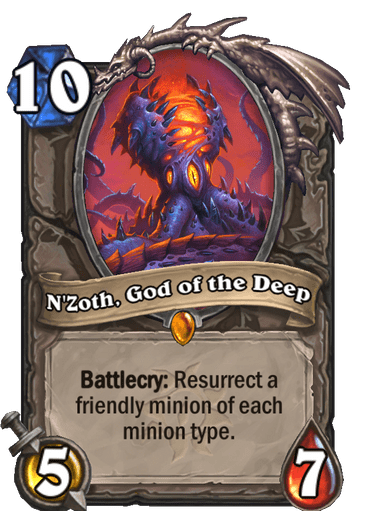 10
N'Zoth, God of the Deep
Battlecry: Resurrect a
friendly minion of each
minion type.
5
7